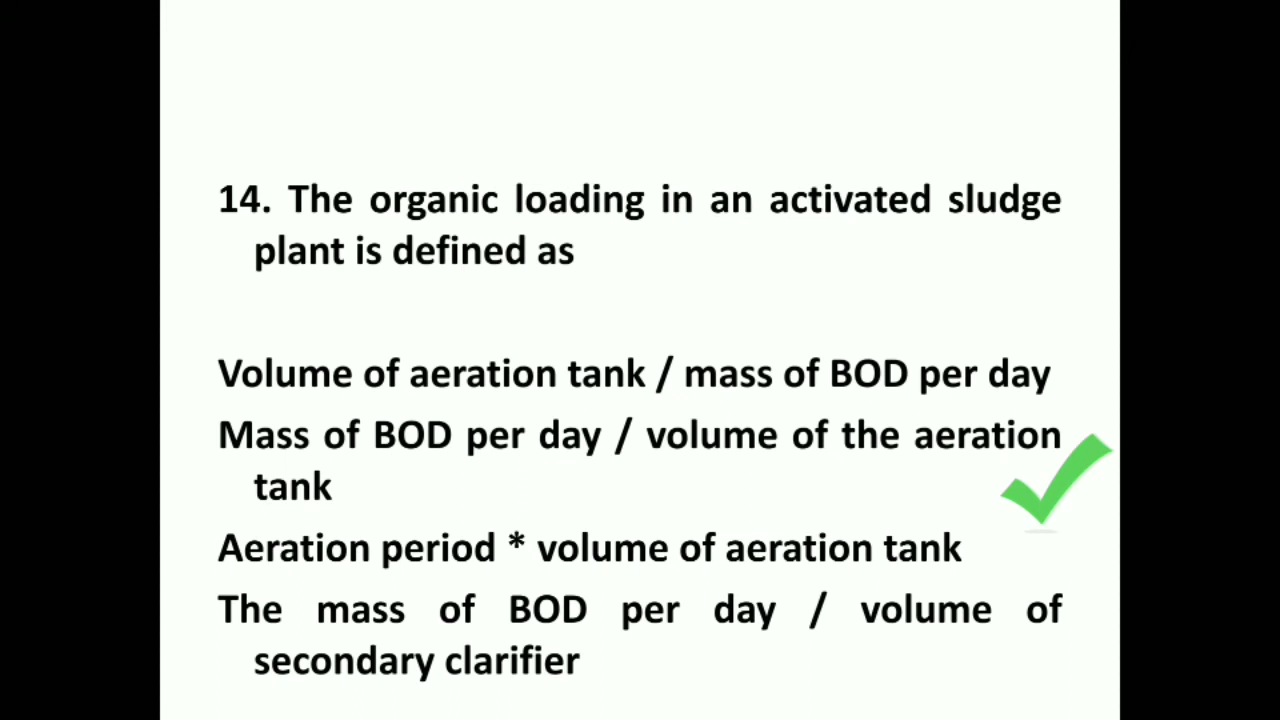 14. The organic loading in an activated sludge
plant is defined as
Volume of aeration tank / mass of BOD per day
Mass of BOD per day / volume of the aeration
tank
Aeration period * volume of aeration tank
The mass of BOD per day / volume of
secondary clarifier